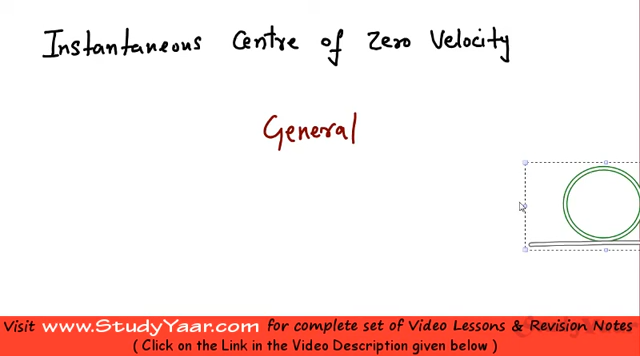 Instantaneous Centre of Zero Velocity
General
Visit www.StudyYaar.com for complete set of Video Lessons & Revision Notes
( Click on the Link in the Video Description given below )